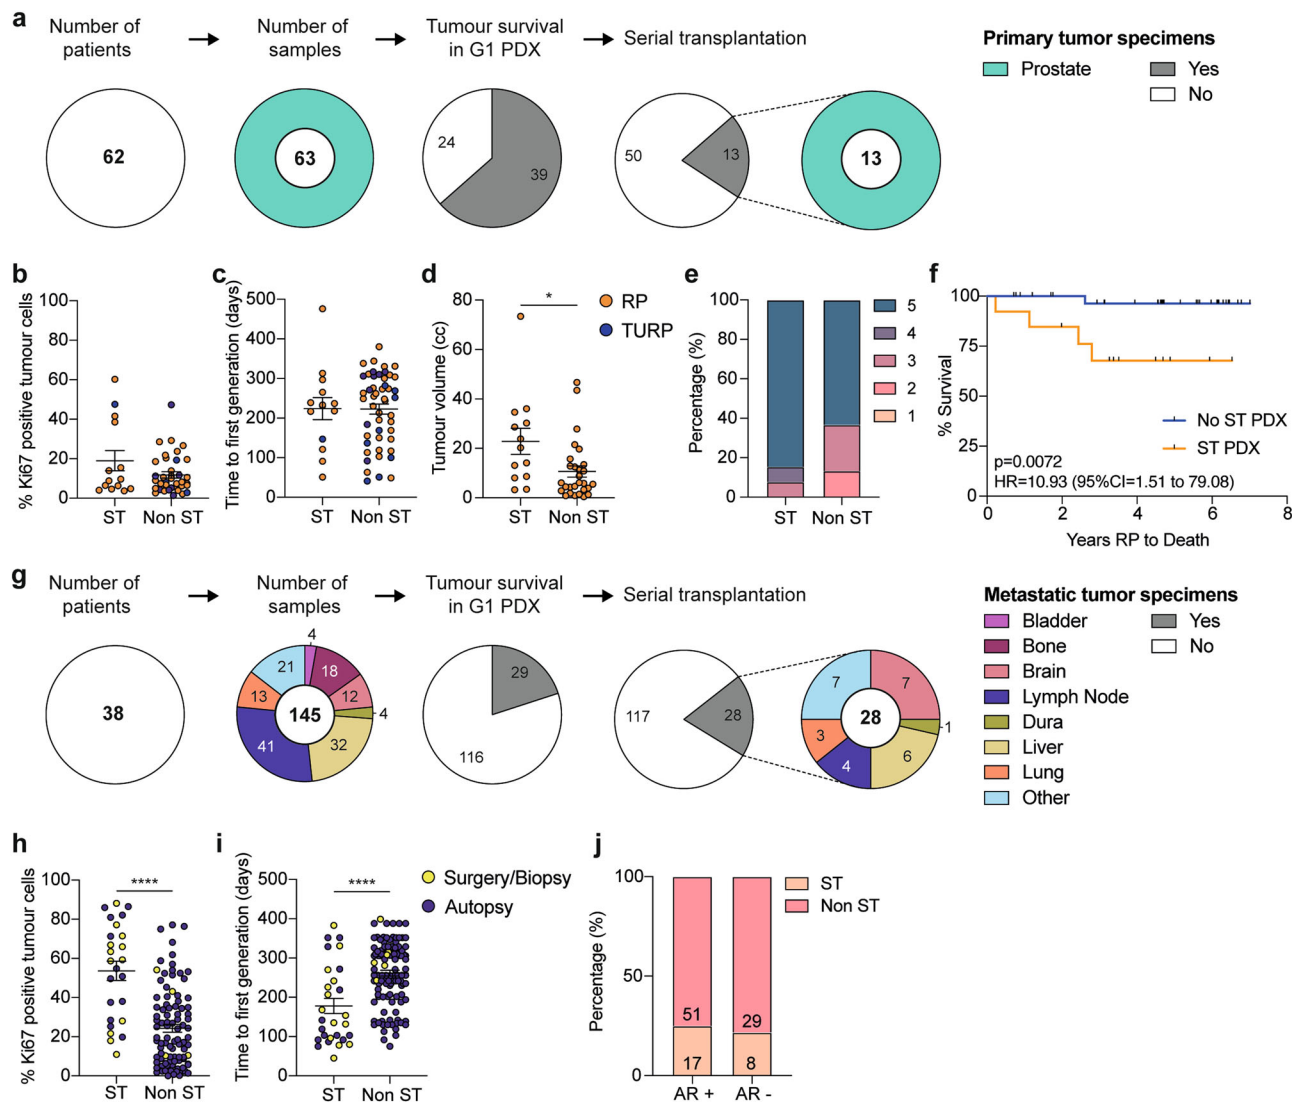 a
Number of
patients
Number of
samples
Tumour survival
in G1 PDX
Serial transplantation
Primary tumor specimens
Prostate
Yes
No
62
63
24
39
50
13
13
b
% Ki67 positive tumour cells
100
80
60
40
20
0
ST
Non ST
c
Time to first generation (days)
500
400
300
200
100
0
ST
Non ST
d
Tumour volume (cc)
80
60
40
20
0
*
ST
Non ST
RP
TURP
e
Percentage (%)
100
80
60
40
20
0
ST
Non ST
5
4
3
2
1
f
% Survival
100
75
50
25
0
No ST PDX
ST PDX
p=0.0072
HR=10.93 (95%CI=1.51 to 79.08)
0
2
4
6
8
Years RP to Death
g
Number of
patients
Number of
samples
Tumour survival
in G1 PDX
Serial transplantation
Metastatic tumor specimens
Bladder
Bone
Brain
Lymph Node
Dura
Liver
Lung
Other
Yes
No
38
4
18
12
4
32
41
13
21
145
29
116
117
28
7
1
6
4
3
7
28
h
% Ki67 positive tumour cells
100
80
60
40
20
0
****
ST
Non ST
i
Time to first generation (days)
500
400
300
200
100
0
****
ST
Non ST
Surgery/Biopsy
Autopsy
j
Percentage (%)
100
50
0
51
17
29
8
AR +
AR -
ST
Non ST